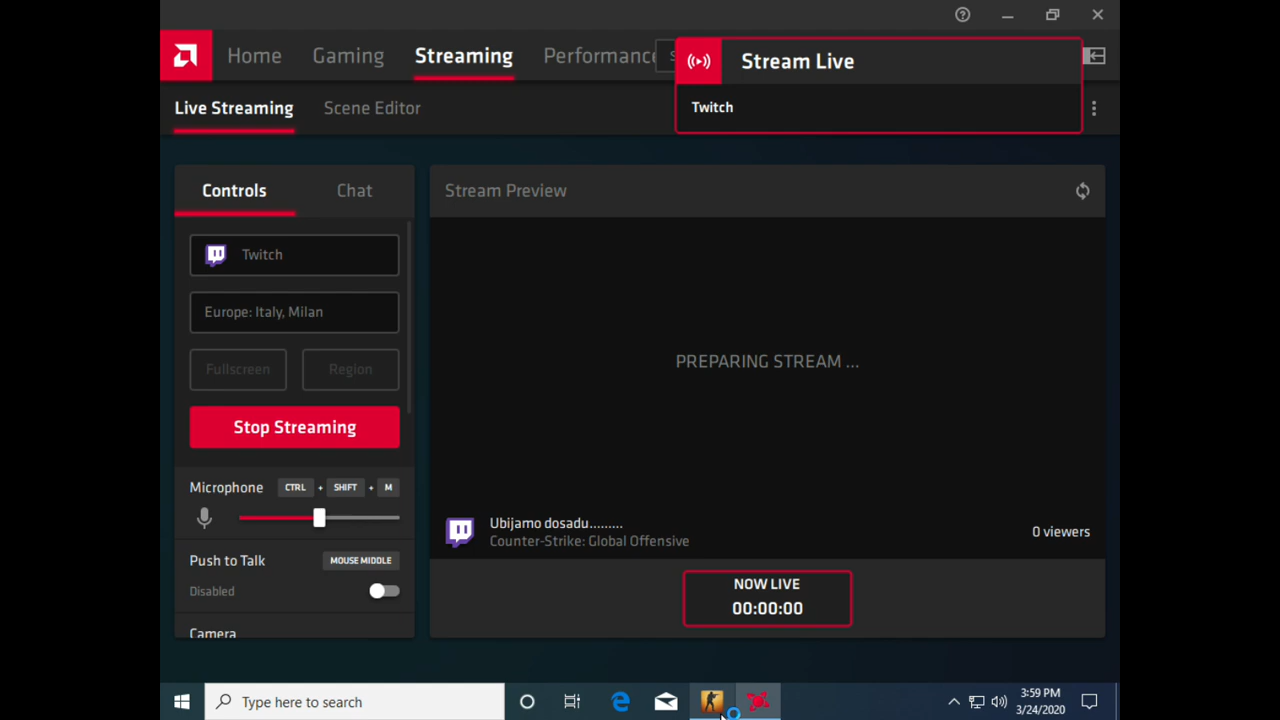 Home Gaming Streaming Performance
Stream Live
Twitch
Live Streaming Scene Editor
Controls Chat
Twitch
Europe: Italy, Milan
Fullscreen Region
Stop Streaming
Microphone CTRL + SHIFT + M
Push to Talk MOUSE MIDDLE
Disabled
Camera
Stream Preview
PREPARING STREAM ...
Ubijamo dosadu.........
Counter-Strike: Global Offensive
0 viewers
NOW LIVE
00:00:00
Type here to search
3:59 PM
3/24/2020